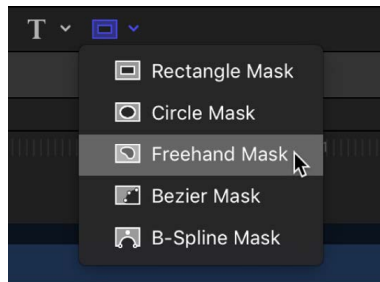 T
Rectangle Mask
Circle Mask
Freehand Mask
Bezier Mask
B-Spline Mask